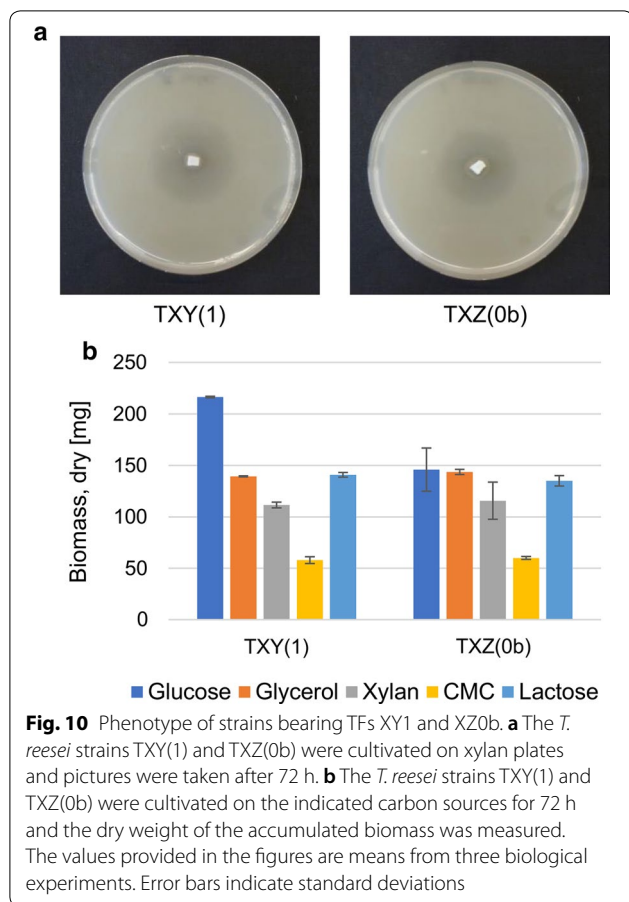 a
TXY(1) TXZ(0b)
b
250
200
150
100
50
0
Biomass, dry [mg]
TXY(1) TXZ(0b)
Glucose Glycerol Xylan CMC Lactose
Fig. 10 Phenotype of strains bearing TFs XY1 and XZ0b. a The T.
reesei strains TXY(1) and TXZ(0b) were cultivated on xylan plates
and pictures were taken after 72 h. b The T. reesei strains TXY(1) and
TXZ(0b) were cultivated on the indicated carbon sources for 72 h
and the dry weight of the accumulated biomass was measured.
The values provided in the figures are means from three biological
experiments. Error bars indicate standard deviations